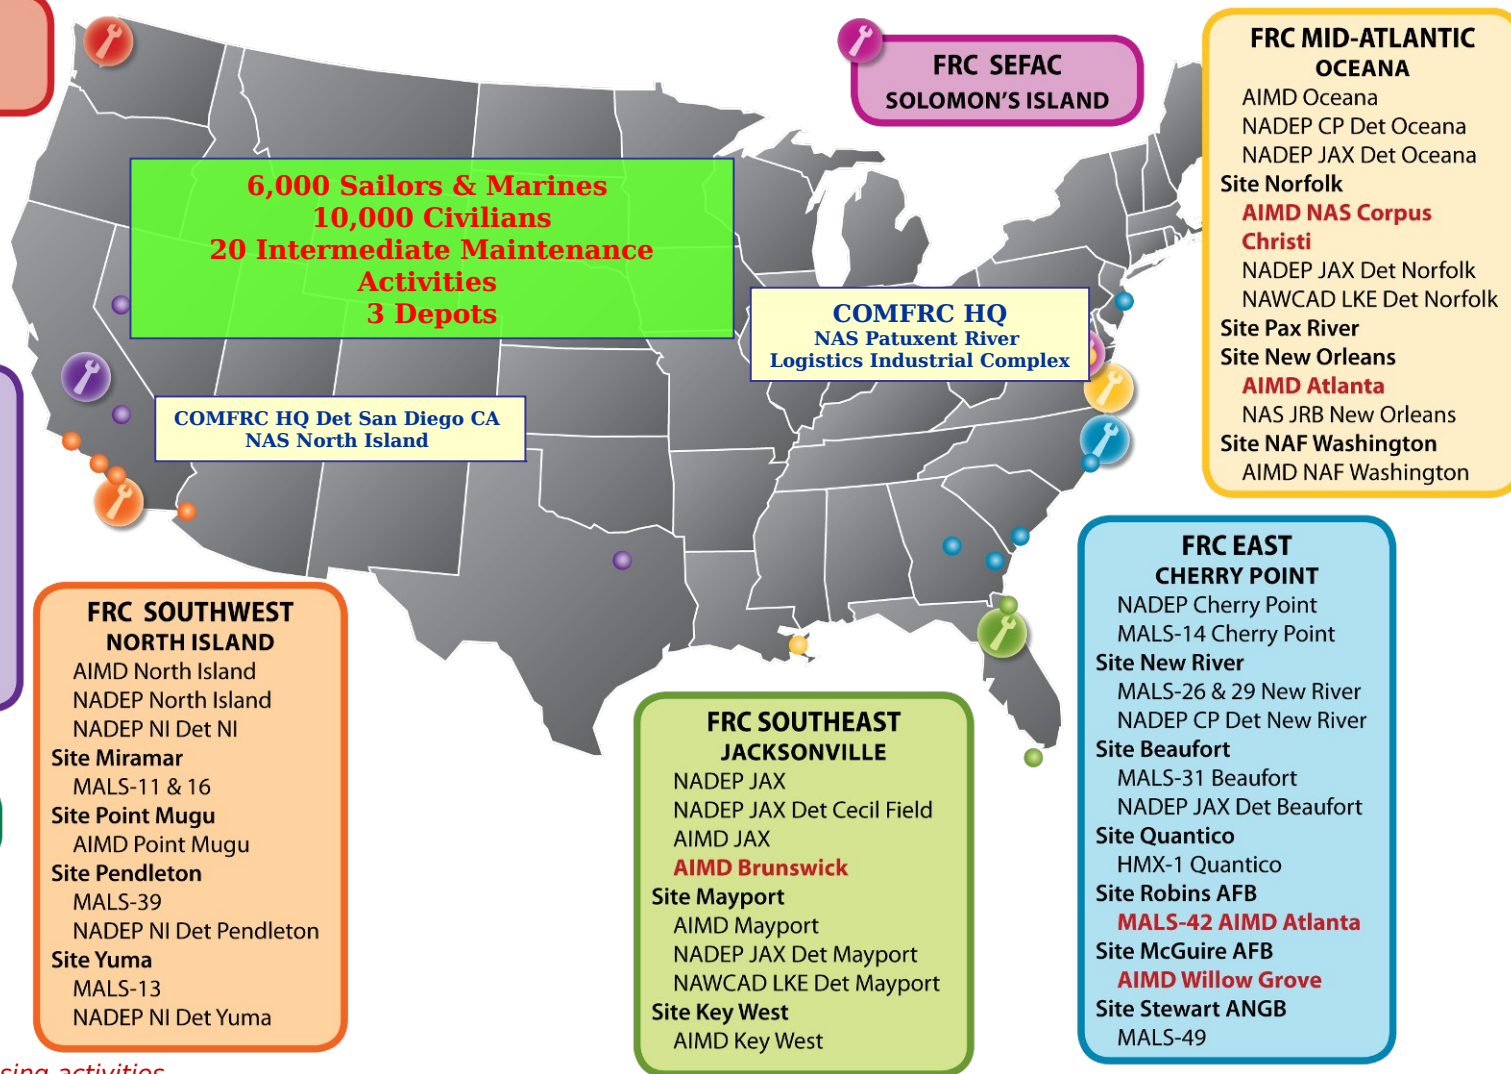 FRC SEFAC
SOLOMON'S ISLAND
FRC MID-ATLANTIC
OCEANA
AIMD Oceana
NADEP CP Det Oceana
NADEP JAX Det Oceana
Site Norfolk
AIMD NAS Corpus
Christi
NADEP JAX Det Norfolk
NAWCAD LKE Det Norfolk
Site Pax River
Site New Orleans
AIMD Atlanta
NAS JRB New Orleans
Site NAF Washington
AIMD NAF Washington
6,000 Sailors & Marines
10,000 Civilians
20 Intermediate Maintenance
Activities
3 Depots
COMFRC HQ
NAS Patuxent River
Logistics Industrial Complex
COMFRC HQ Det San Diego CA
NAS North Island
FRC SOUTHWEST
NORTH ISLAND
AIMD North Island
NADEP North Island
NADEP NI Det NI
Site Miramar
MALS-11 & 16
Site Point Mugu
AIMD Point Mugu
Site Pendleton
MALS-39
NADEP NI Det Pendleton
Site Yuma
MALS-13
NADEP NI Det Yuma
FRC SOUTHEAST
JACKSONVILLE
NADEP JAX
NADEP JAX Det Cecil Field
AIMD JAX
AIMD Brunswick
Site Mayport
AIMD Mayport
NADEP JAX Det Mayport
NAWCAD LKE Det Mayport
Site Key West
AIMD Key West
FRC EAST
CHERRY POINT
NADEP Cherry Point
MALS-14 Cherry Point
Site New River
MALS-26 & 29 New River
NADEP CP Det New River
Site Beaufort
MALS-31 Beaufort
NADEP JAX Det Beaufort
Site Quantico
HMX-1 Quantico
Site Robins AFB
MALS-42 AIMD Atlanta
Site McGuire AFB
AIMD Willow Grove
Site Stewart ANGB
MALS-49
activities